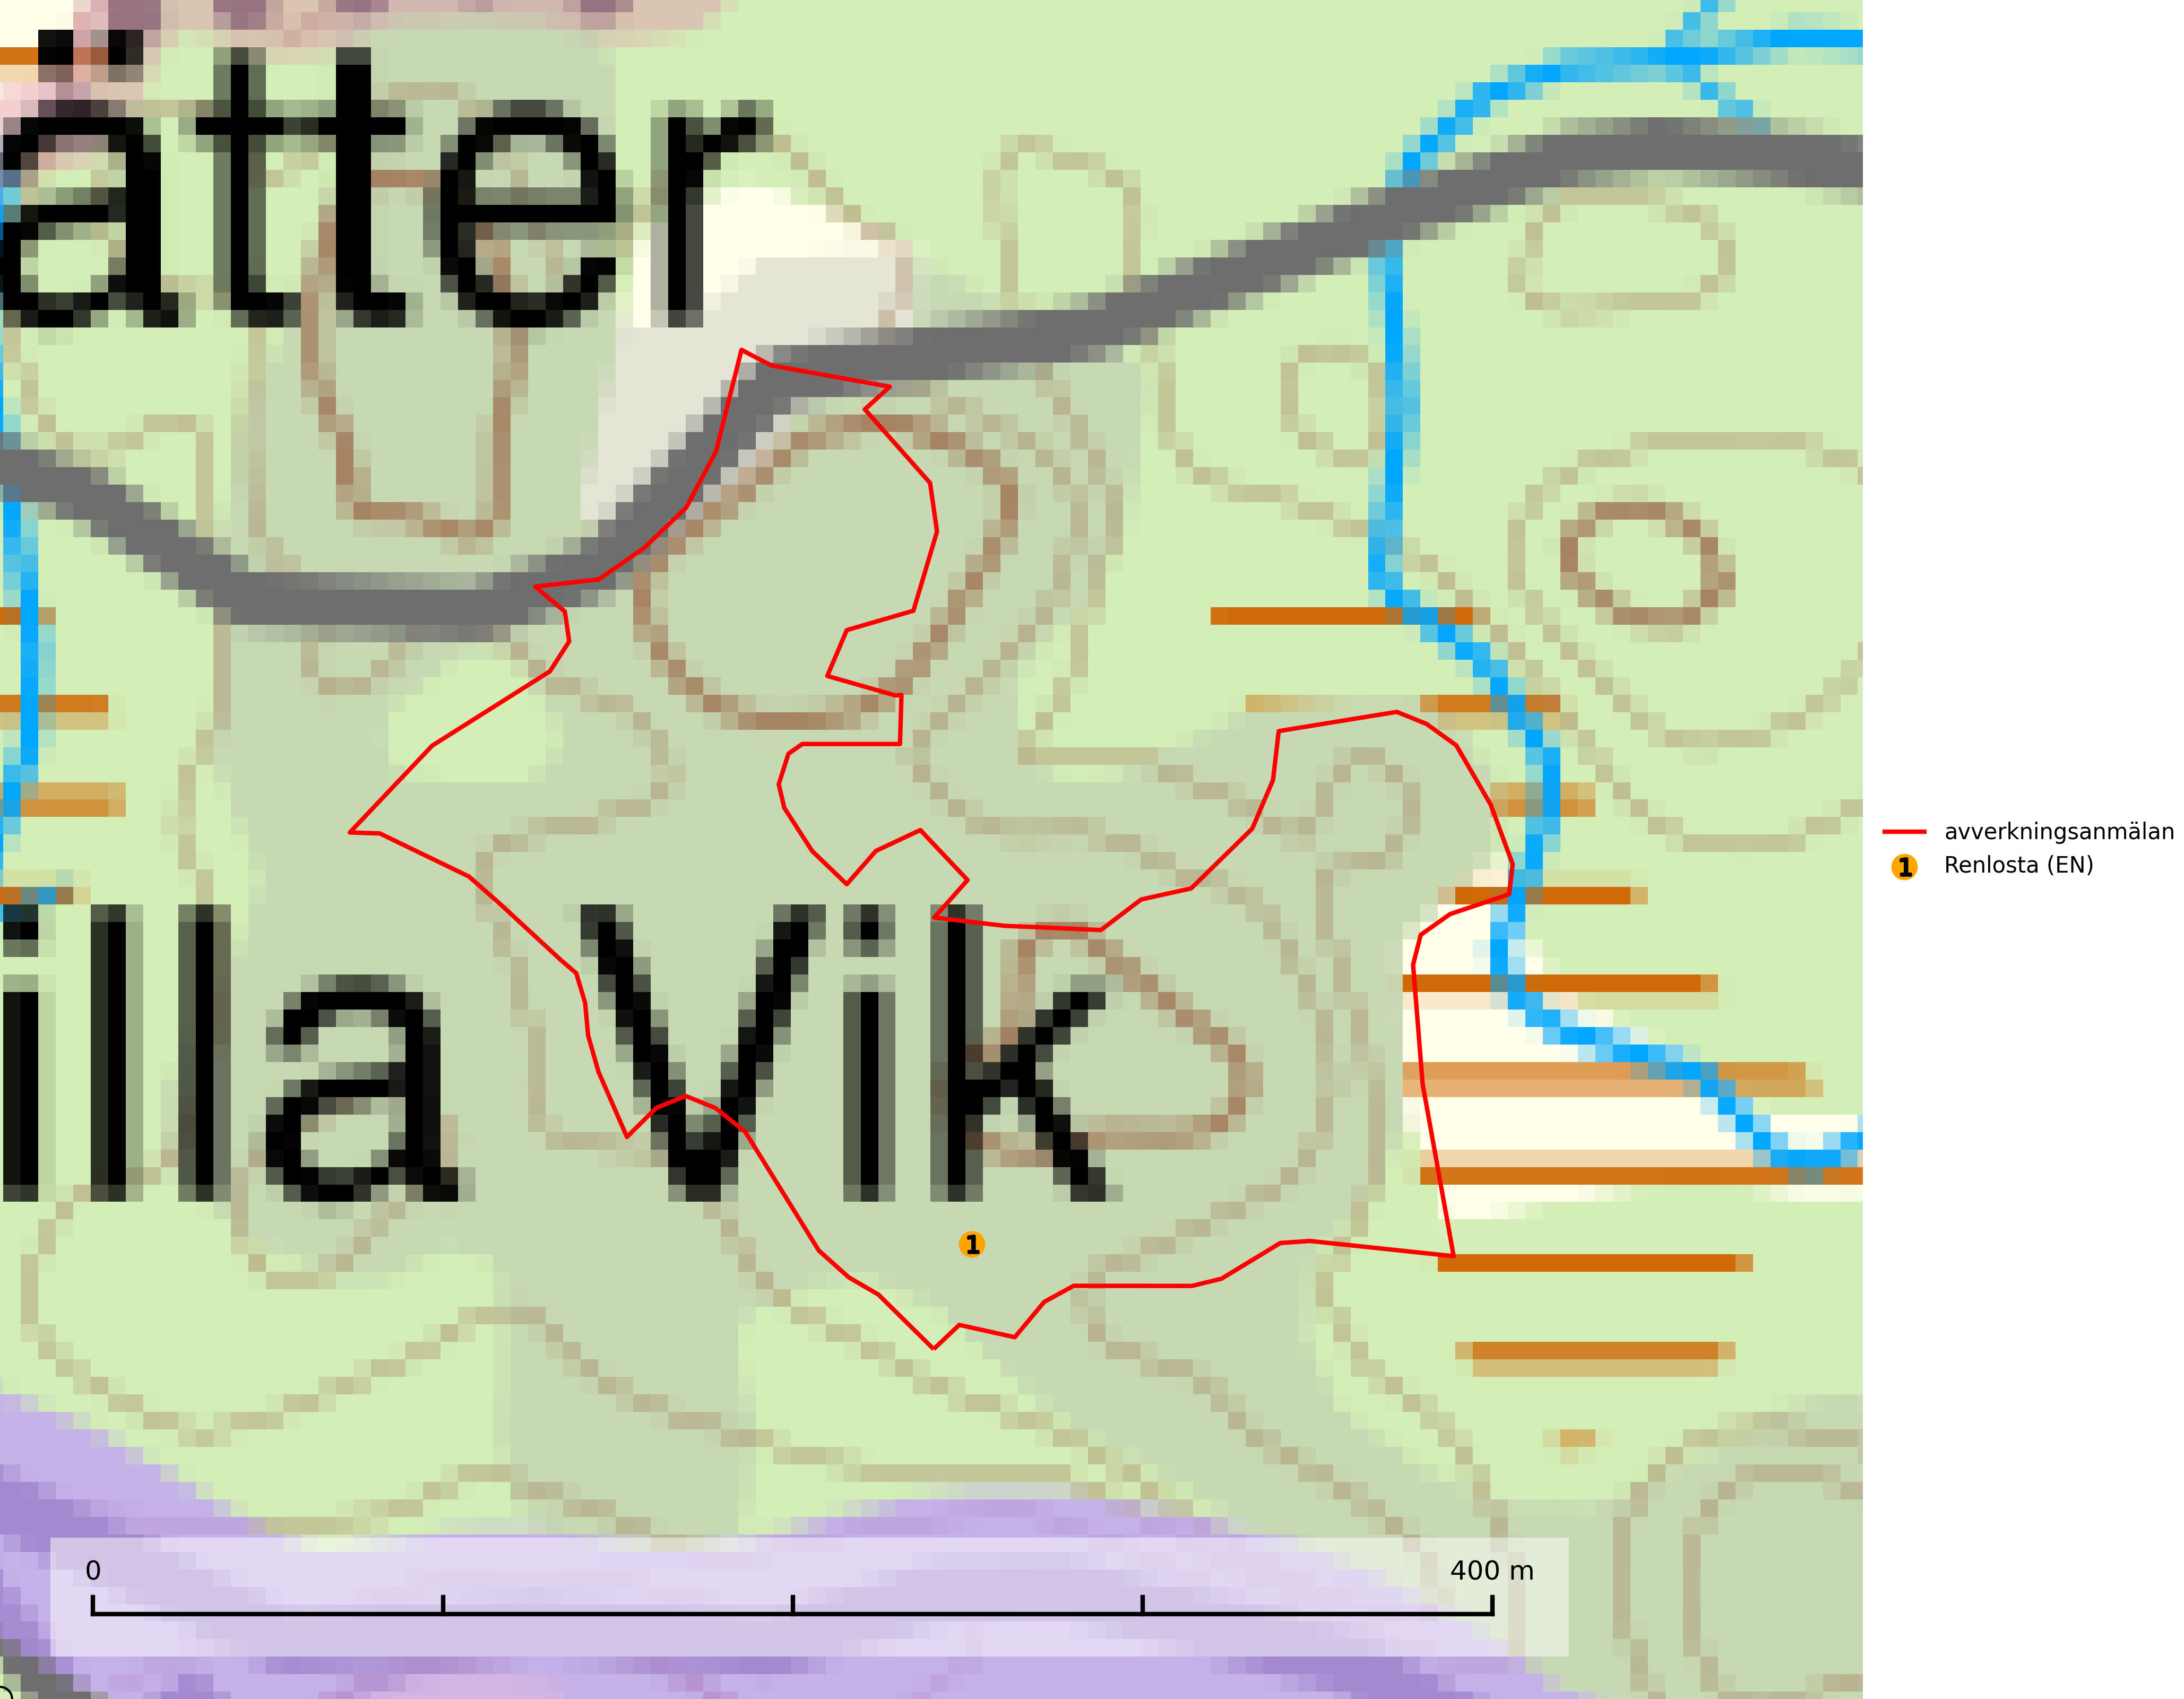 ätter
illa Vik
avverkningsanmälan
1 Renlosta (EN)
1
0 400 m